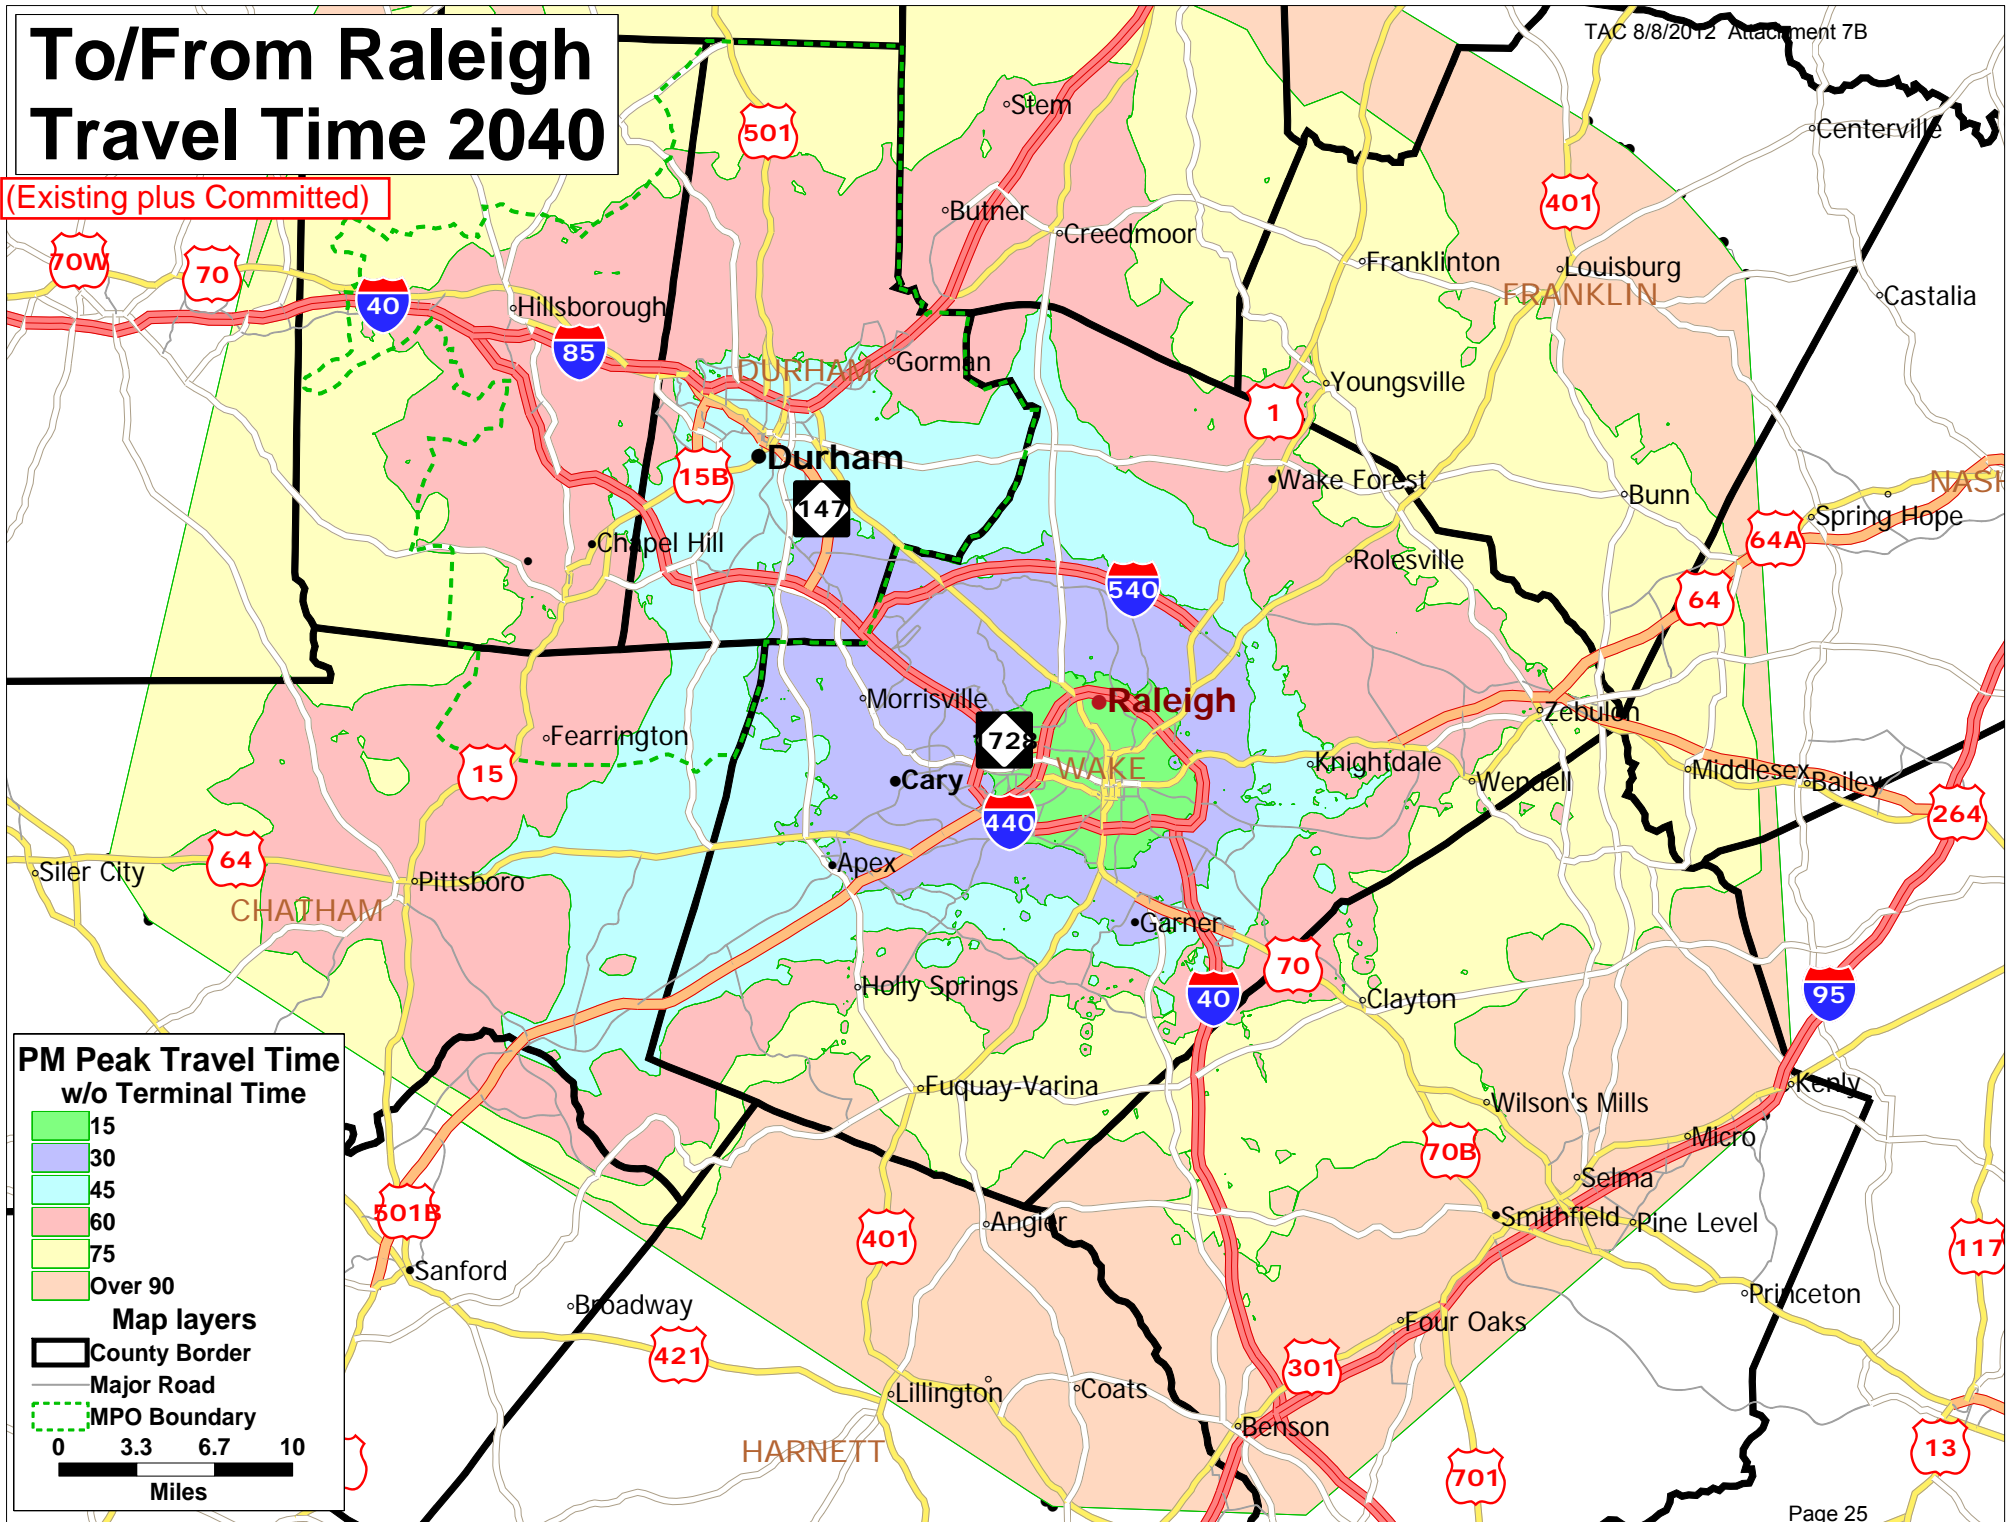 To/From Raleigh
Travel Time 2040
(Existing plus Committed)
TAC 8/8/2012 Attachment 7B
501
Stem
Centerville
401
Butner
Creedmoor
70W
70
40
Hillsborough
85
Franklinton
Louisburg
FRANKLIN
Castalia
DURHAM
Gorman
Youngsville
1
Durham
15B
147
Wake Forest
Bunn
NASH
Spring Hope
64A
Chapel Hill
Rolesville
540
64
Morrisville
Raleigh
Zebulon
Fearrington
15
1728
WAKE
Knightdale
Cary
Wendell
Middlesex
Bailey
264
440
64
Siler City
Pittsboro
Apex
CHATHAM
Garner
Holly Springs
70
40
Clayton
95
Fuquay-Varina
Kenly
Wilson's Mills
Micro
70B
Selma
Smithfield
Pine Level
501B
401
Angier
117
Sanford
Broadway
Princeton
Four Oaks
421
301
Lillington
Coats
Benson
HARNETT
13
701
PM Peak Travel Time
w/o Terminal Time
15
30
45
60
75
Over 90
Map layers
County Border
Major Road
MPO Boundary
0 3.3 6.7 10
Miles
Page 25